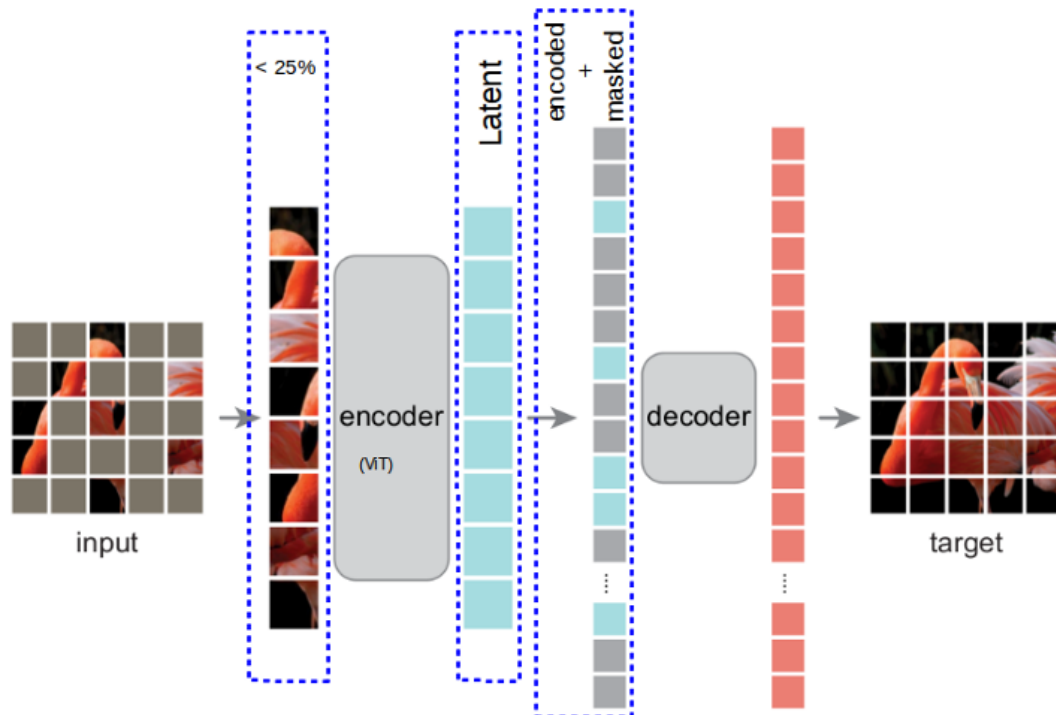 < 25%
Latent
encoded
+
masked
encoder
(ViT)
decoder
input
target